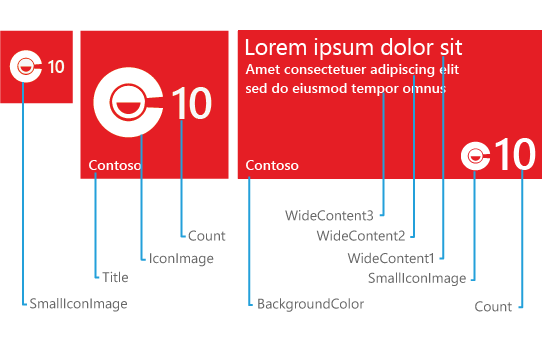 10
10
Contoso
Lorem ipsum dolor sit
Amet consectetuer adipiscing elit
sed do eiusmod tempor omnus
Contoso
10
WideContent3
Count
WideContent2
IconImage
WideContent1
Title
SmallIconImage
SmallIconImage
BackgroundColor
Count